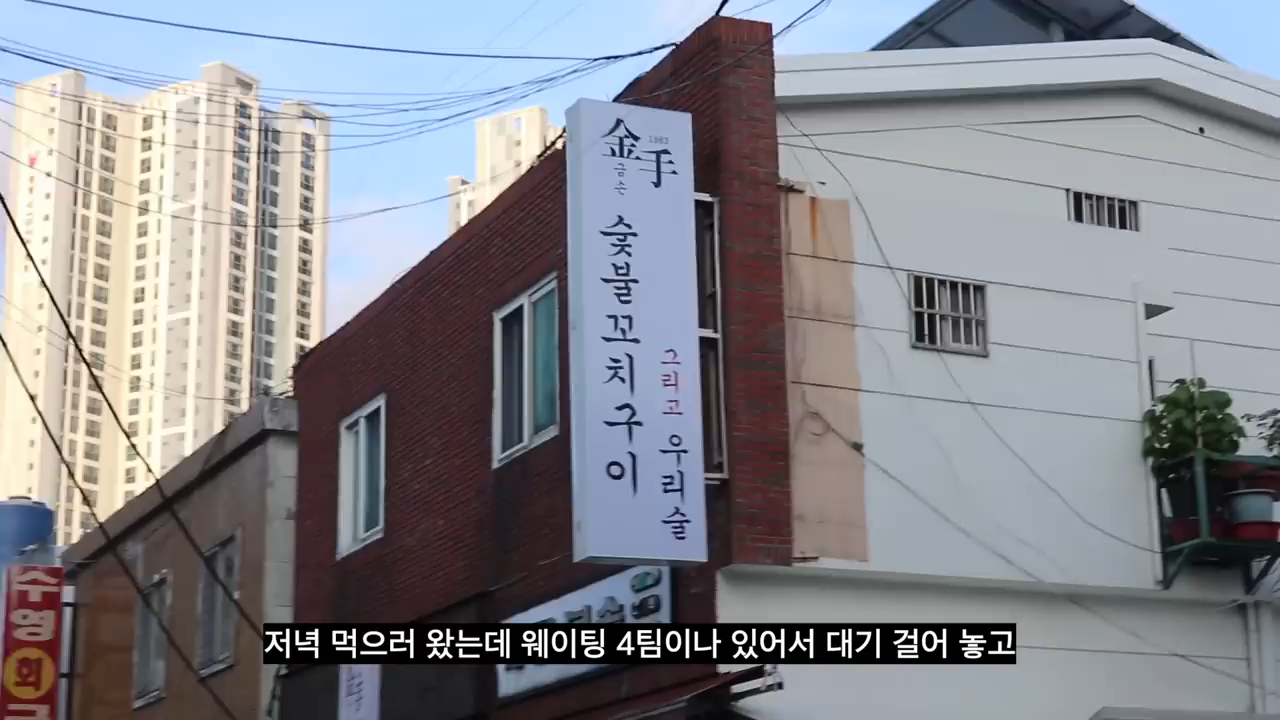 金手
1983
금손
숯불꼬치구이
그리고 우리술
수영회
저녁 먹으러 왔는데 웨이팅 4팀이나 있어서 대기 걸어 놓고